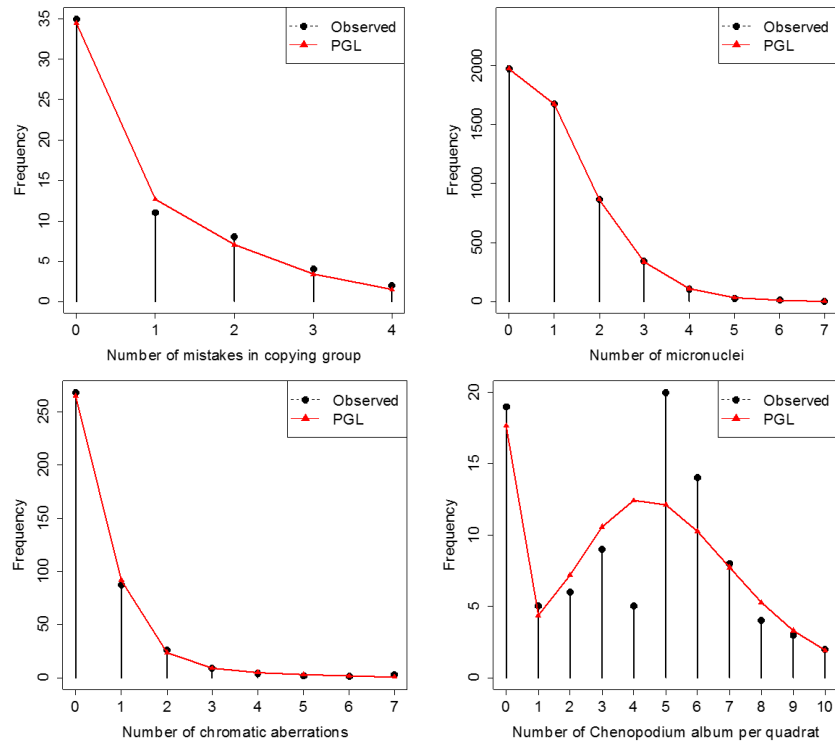 Observed
PGL
Frequency
35
30
25
20
15
10
5
0
0 1 2 3 4
Number of mistakes in copying group
Observed
PGL
Frequency
2000
1500
1000
500
0
0 1 2 3 4 5 6 7
Number of micronuclei
Observed
PGL
Frequency
250
200
150
100
50
0
0 1 2 3 4 5 6 7
Number of chromatic aberrations
Observed
PGL
Frequency
20
15
10
5
0
0 1 2 3 4 5 6 7 8 9 10
Number of Chenopodium album per quadrat